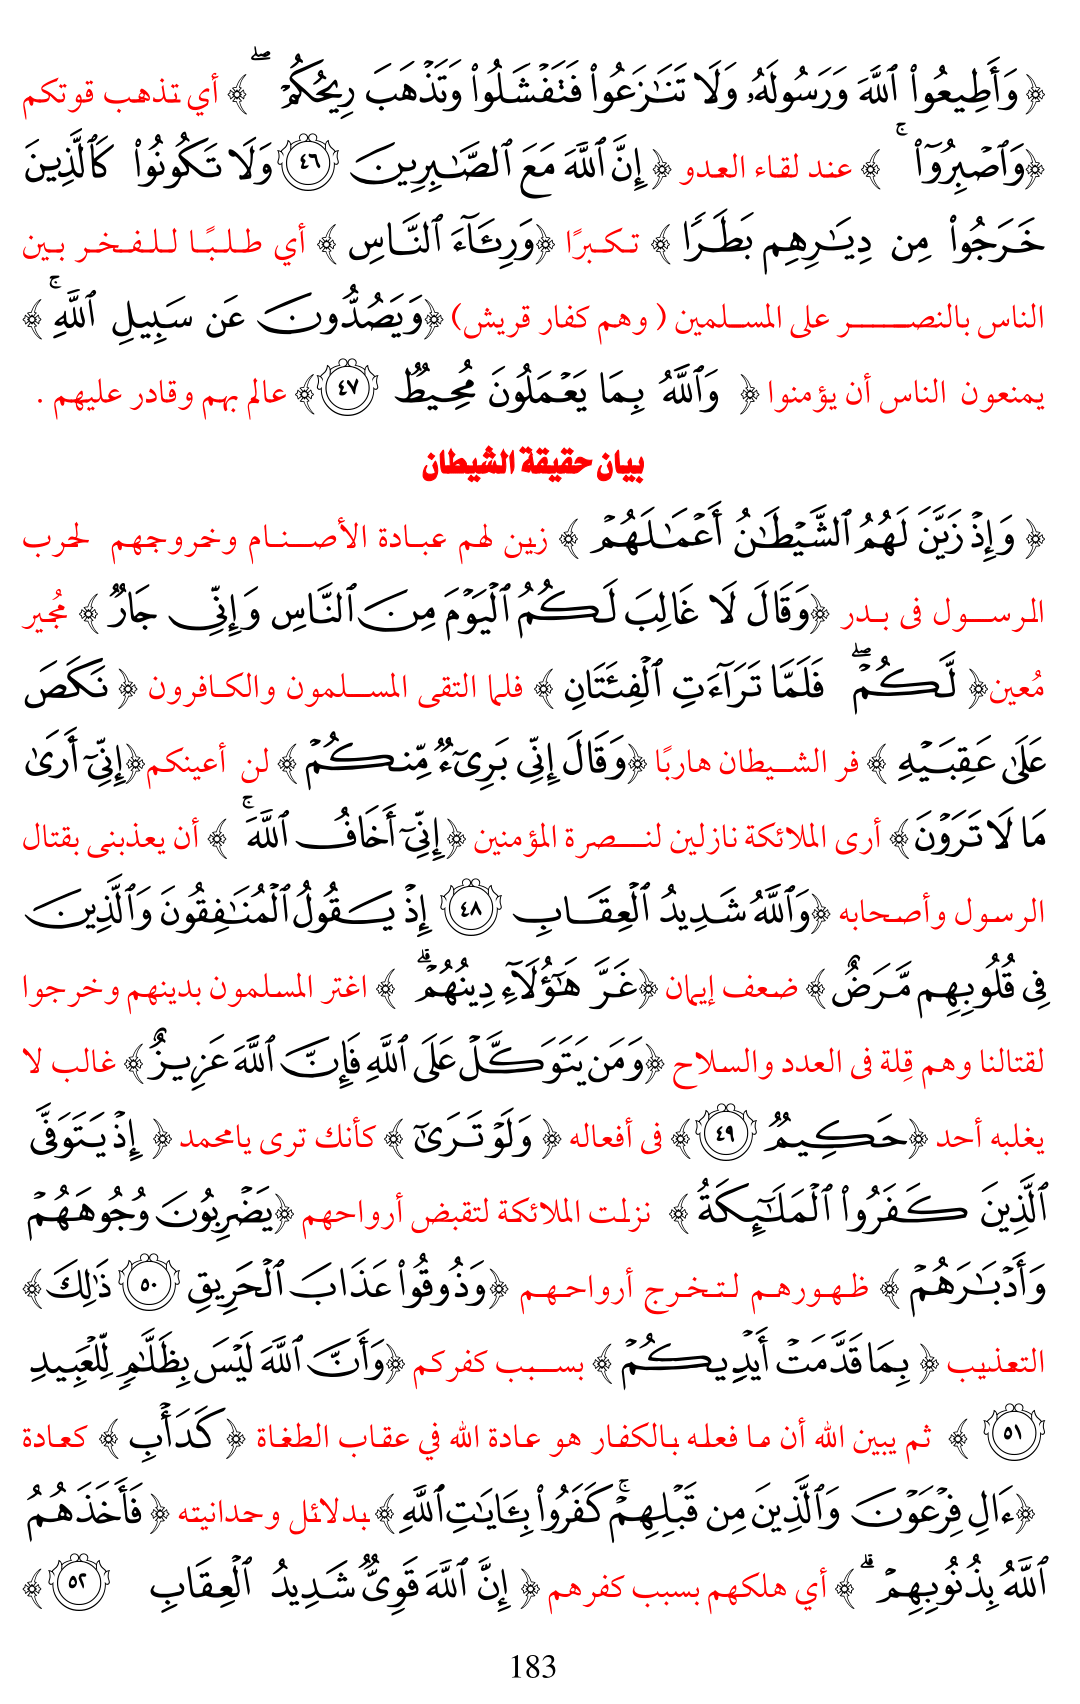 ﴿ وَأَطِيعُوا۟ ٱللَّهَ وَرَسُولَهُۥ وَلَا تَنَـٰزَعُوا۟ فَتَفْشَلُوا۟ وَتَذْهَبَ رِيحُكُمْ ۖ ﴾ أي تذهب قوتكم
﴿وَٱصْبِرُوٓا۟ ۚ ﴾ عند لقاء العدو ﴿ إِنَّ ٱللَّهَ مَعَ ٱلصَّـٰبِرِينَ ٤٦ وَلَا تَكُونُوا۟ كَٱلَّذِينَ
خَرَجُوا۟ مِن دِيَـٰرِهِم بَطَرًا ﴾ تكبرًا ﴿وَرِئَآءَ ٱلنَّاسِ ﴾ أي طلبًا للفخر بين
الناس بالنصر على المسلمين ( وهم كفار قريش) ﴿وَيَصُدُّونَ عَن سَبِيلِ ٱللَّهِ ۚ ﴾
يمنعون الناس أن يؤمنوا ﴿ وَٱللَّهُ بِمَا يَعْمَلُونَ مُحِيطٌ ٤٧﴾ عالم بهم وقادر عليهم .
بيان حقيقة الشيطان
﴿ وَإِذْ زَيَّنَ لَهُمُ ٱلشَّيْطَـٰنُ أَعْمَـٰلَهُمْ ﴾ زين لهم عبادة الأصنام وخروجهم لحرب
الرسول فى بدر ﴿وَقَالَ لَا غَالِبَ لَكُمُ ٱلْيَوْمَ مِنَ ٱلنَّاسِ وَإِنِّى جَارٌ ﴾ مُجير
مُعين﴿ لَّكُمْ ۖ فَلَمَّا تَرَآءَتِ ٱلْفِئَتَانِ ﴾ فلما التقى المسلمون والكافرون ﴿ نَكَصَ
عَلَىٰ عَقِبَيْهِ ﴾ فر الشيطان هاربًا ﴿وَقَالَ إِنِّى بَرِىٓءٌ مِّنكُمْ ﴾ لن أعينكم﴿إِنِّىٓ أَرَىٰ
مَا لَا تَرَوْنَ﴾ أرى الملائكة نازلين لنصرة المؤمنين ﴿إِنِّىٓ أَخَافُ ٱللَّهَ ۚ ﴾ أن يعذبنى بقتال
الرسول وأصحابه ﴿وَٱللَّهُ شَدِيدُ ٱلْعِقَابِ ٤٨ إِذْ يَقُولُ ٱلْمُنَـٰفِقُونَ وَٱلَّذِينَ
فِى قُلُوبِهِم مَّرَضٌ﴾ ضعف إيمان ﴿غَرَّ هَـٰٓؤُلَآءِ دِينُهُمْ ۗ ﴾ اغتر المسلمون بدينهم وخرجوا
لقتالنا وهم قِلة فى العدد والسلاح ﴿وَمَن يَتَوَكَّلْ عَلَى ٱللَّهِ فَإِنَّ ٱللَّهَ عَزِيزٌ﴾ غالب لا
يغلبه أحد ﴿حَكِيمٌ ٤٩﴾ فى أفعاله ﴿ وَلَوْ تَرَىٰٓ ﴾ كأنك ترى يامحمد ﴿ إِذْ يَتَوَفَّى
ٱلَّذِينَ كَفَرُوا۟ ٱلْمَلَـٰٓئِكَةُ ﴾ نزلت الملائكة لتقبض أرواحهم ﴿يَضْرِبُونَ وُجُوهَهُمْ
وَأَدْبَـٰرَهُمْ ﴾ ظهورهم لتخرج أرواحهم ﴿وَذُوقُوا۟ عَذَابَ ٱلْحَرِيقِ ٥٠ ذَٰلِكَ ﴾
التعذيب ﴿ بِمَا قَدَّمَتْ أَيْدِيكُمْ ﴾ بسبب كفركم ﴿وَأَنَّ ٱللَّهَ لَيْسَ بِظَلَّـٰمٍ لِّلْعَبِيدِ
٥١ ﴾ ثم يبين الله أن ما فعله بالكفار هو عادة الله في عقاب الطغاة ﴿ كَدَأْبِ ﴾ كعادة
﴿ءَالِ فِرْعَوْنَ وَٱلَّذِينَ مِن قَبْلِهِمْ ۚ كَفَرُوا۟ بِـَٔايَـٰتِ ٱللَّهِ ﴾بدلائل وحدانيته ﴿ فَأَخَذَهُمُ
ٱللَّهُ بِذُنُوبِهِمْ ۗ ﴾ أي هلكهم بسبب كفرهم ﴿ إِنَّ ٱللَّهَ قَوِىٌّ شَدِيدُ ٱلْعِقَابِ ٥٢ ﴾
183